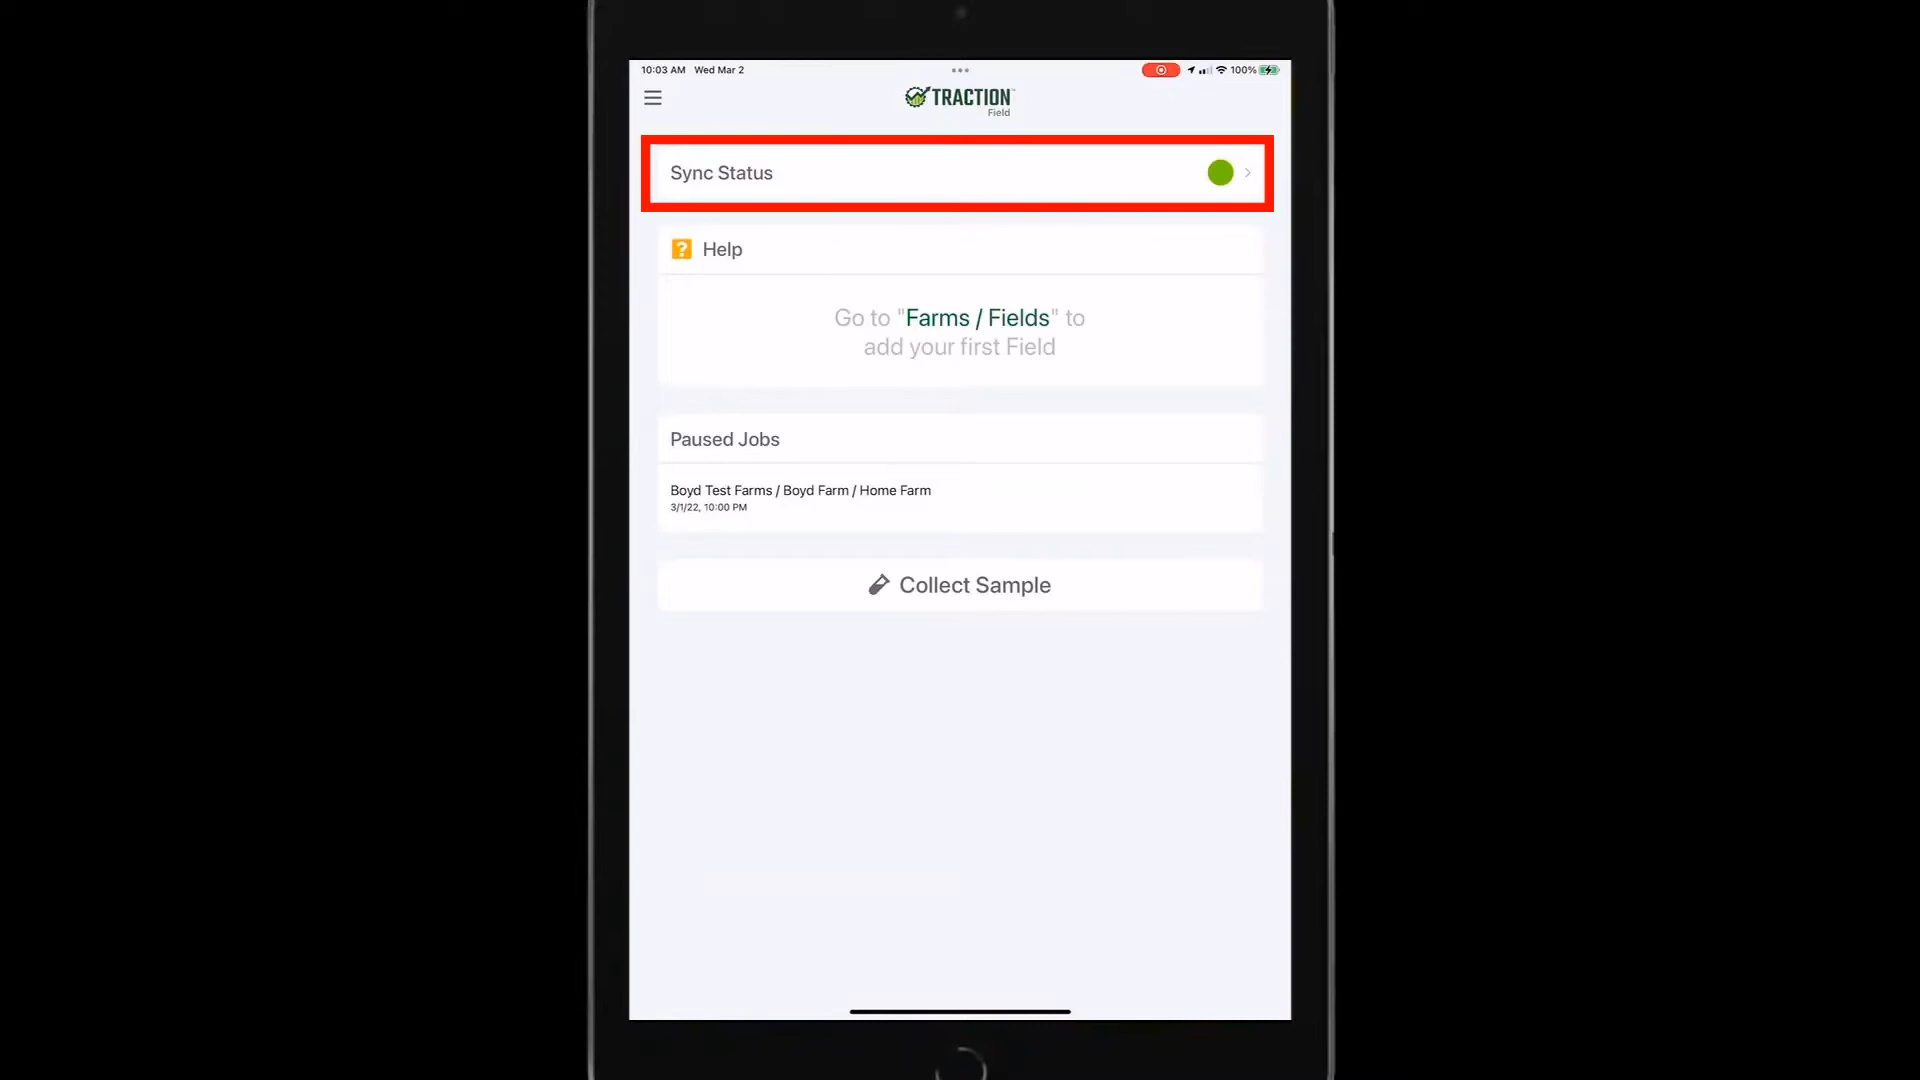 10:03 AM Wed Mar 2
100%
TRACTION
Field
Sync Status
? Help
Go to "Farms / Fields" to
add your first Field
Paused Jobs
Boyd Test Farms / Boyd Farm / Home Farm
3/1/22, 10:00 PM
Collect Sample